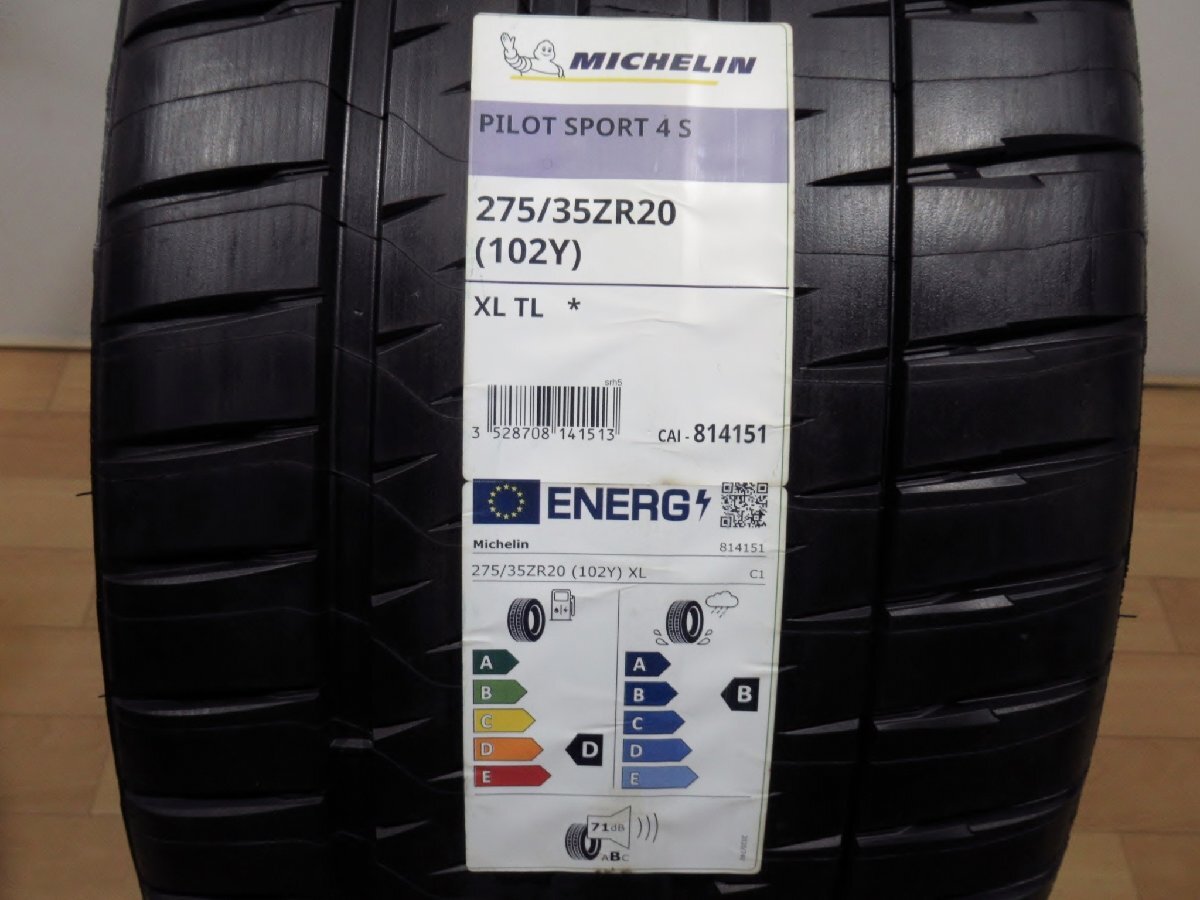 MICHELIN
PILOT SPORT 4 S
275/35ZR20
(102Y)
XL TL *
srh5
3 528708 141513
CAI - 814151
ENERG
Michelin 814151
275/35ZR20 (102Y) XL C1
A A
B B B
C C
D D D
E E
71dB
ABC